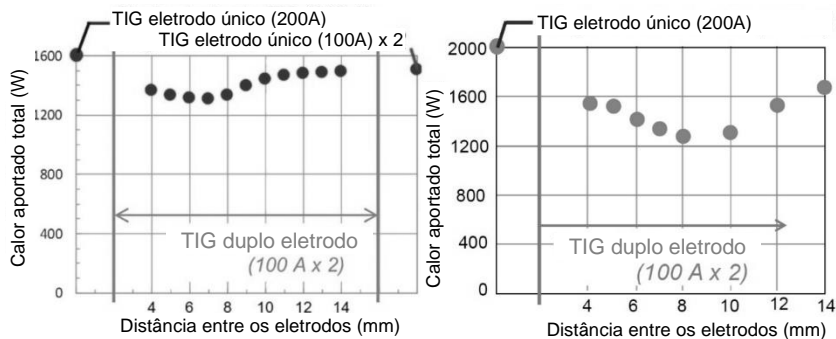 TIG eletrodo único (200A)
TIG eletrodo único (100A) x 2
Calor aportado total (W)
1600
1200
800
400
0
TIG duplo eletrodo
(100 A x 2)
4 6 8 10 12 14
Distância entre os eletrodos (mm)
TIG eletrodo único (200A)
Calor aportado total (W)
2000
1600
1200
800
400
0
TIG duplo eletrodo
(100 A x 2)
4 6 8 10 12 14
Distância entre os eletrodos (mm)